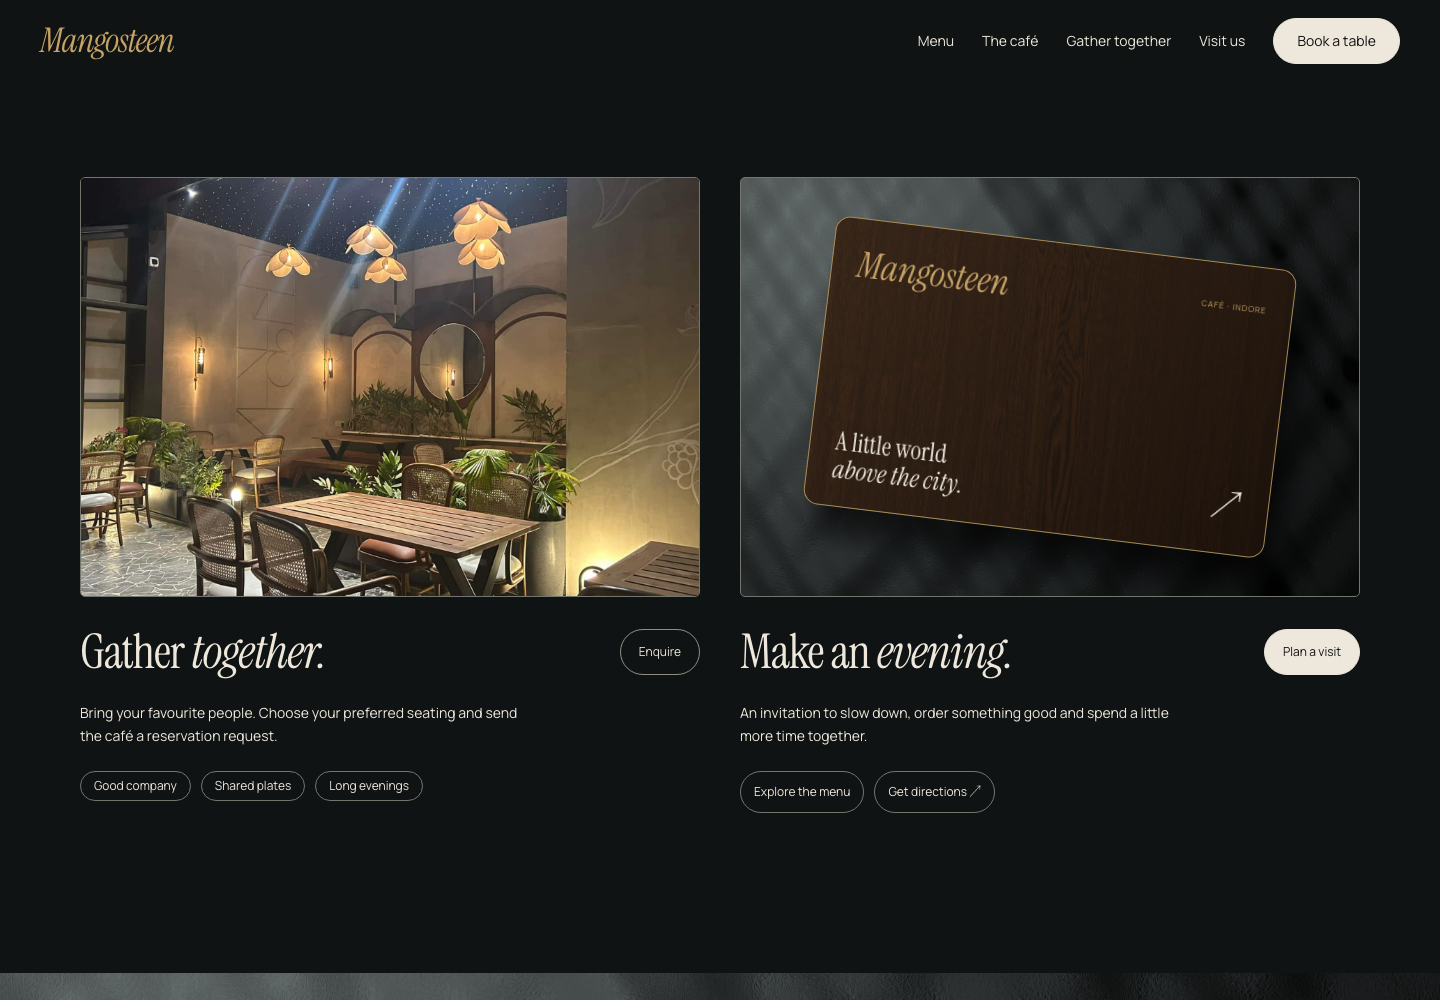 Mangosteen
Menu
The café
Gather together
Visit us
Book a table
Mangosteen
CAFÉ · INDORE
A little world
above the city.
Gather together.
Enquire
Bring your favourite people. Choose your preferred seating and send
the café a reservation request.
Good company
Shared plates
Long evenings
Make an evening.
Plan a visit
An invitation to slow down, order something good and spend a little
more time together.
Explore the menu
Get directions ↗